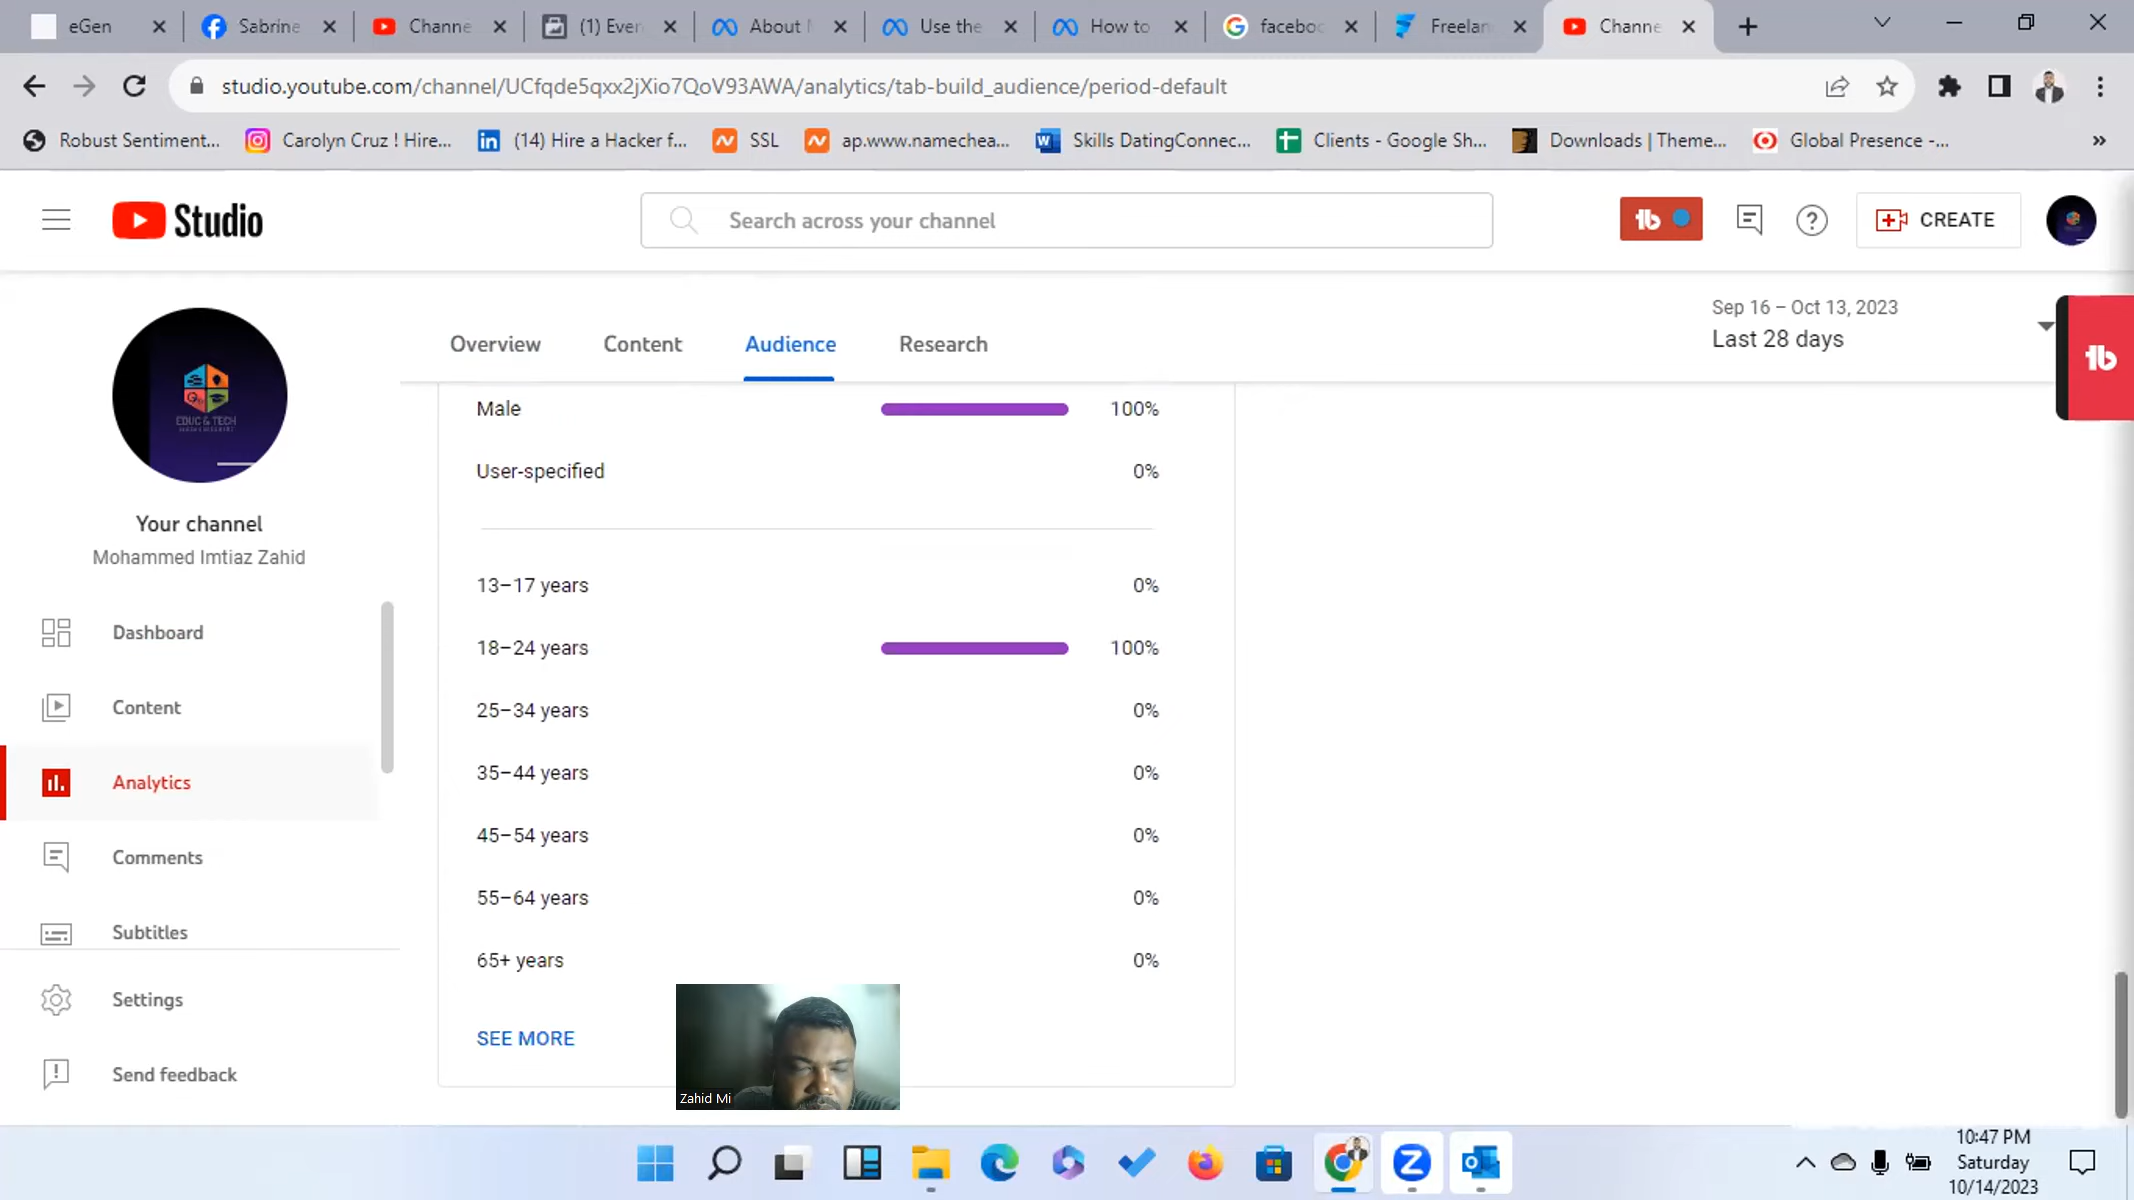 eGen
Sabrine
Channe
(1) Ever
About M
Use the
How to
faceboo
Freelan
Channe
studio.youtube.com/channel/UCfqde5qxx2jXio7QoV93AWA/analytics/tab-build_audience/period-default
Robust Sentiment...
Carolyn Cruz ! Hire...
(14) Hire a Hacker f...
SSL
ap.www.namechea...
Skills DatingConnec...
Clients - Google Sh...
Downloads | Theme...
Global Presence -...
»
Studio
Search across your channel
CREATE
Sep 16 – Oct 13, 2023
Last 28 days
Overview
Content
Audience
Research
EDUC & TECH
Your channel
Mohammed Imtiaz Zahid
Dashboard
Content
Analytics
Comments
Subtitles
Settings
Send feedback
Male 100%
User-specified 0%
13–17 years 0%
18–24 years 100%
25–34 years 0%
35–44 years 0%
45–54 years 0%
55–64 years 0%
65+ years 0%
SEE MORE
Zahid Mi
10:47 PM
Saturday
10/14/2023